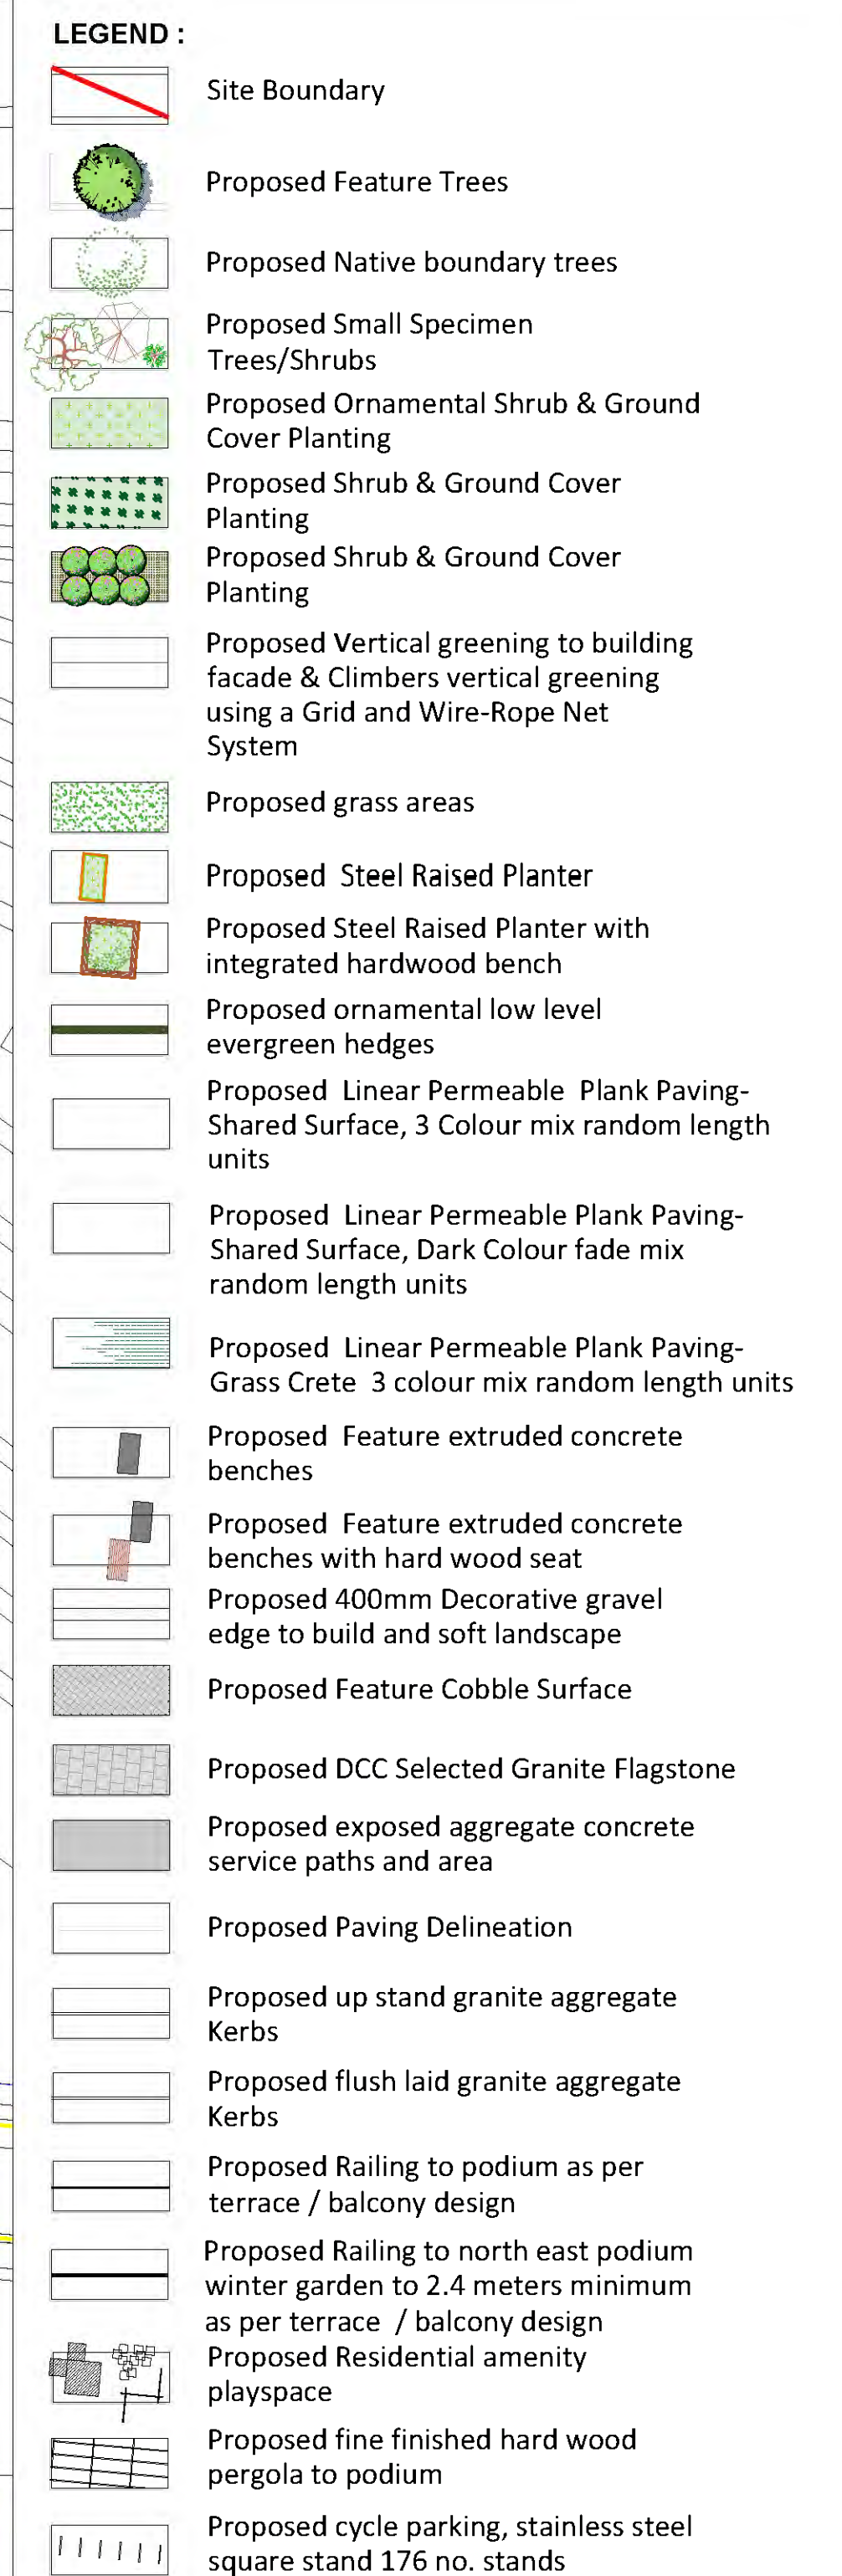 LEGEND :
Site Boundary
Proposed Feature Trees
Proposed Native boundary trees
Proposed Small Specimen
Trees/Shrubs
Proposed Ornamental Shrub & Ground
Cover Planting
Proposed Shrub & Ground Cover
Planting
Proposed Shrub & Ground Cover
Planting
Proposed Vertical greening to building
facade & Climbers vertical greening
using a Grid and Wire-Rope Net
System
Proposed grass areas
Proposed Steel Raised Planter
Proposed Steel Raised Planter with
integrated hardwood bench
Proposed ornamental low level
evergreen hedges
Proposed Linear Permeable Plank Paving-
Shared Surface, 3 Colour mix random length
units
Proposed Linear Permeable Plank Paving-
Shared Surface, Dark Colour fade mix
random length units
Proposed Linear Permeable Plank Paving-
Grass Crete 3 colour mix random length units
Proposed Feature extruded concrete
benches
Proposed Feature extruded concrete
benches with hard wood seat
Proposed 400mm Decorative gravel
edge to build and soft landscape
Proposed Feature Cobble Surface
Proposed DCC Selected Granite Flagstone
Proposed exposed aggregate concrete
service paths and area
Proposed Paving Delineation
Proposed up stand granite aggregate
Kerbs
Proposed flush laid granite aggregate
Kerbs
Proposed Railing to podium as per
terrace / balcony design
Proposed Railing to north east podium
winter garden to 2.4 meters minimum
as per terrace / balcony design
Proposed Residential amenity
playspace
Proposed fine finished hard wood
pergola to podium
Proposed cycle parking, stainless steel
square stand 176 no. stands